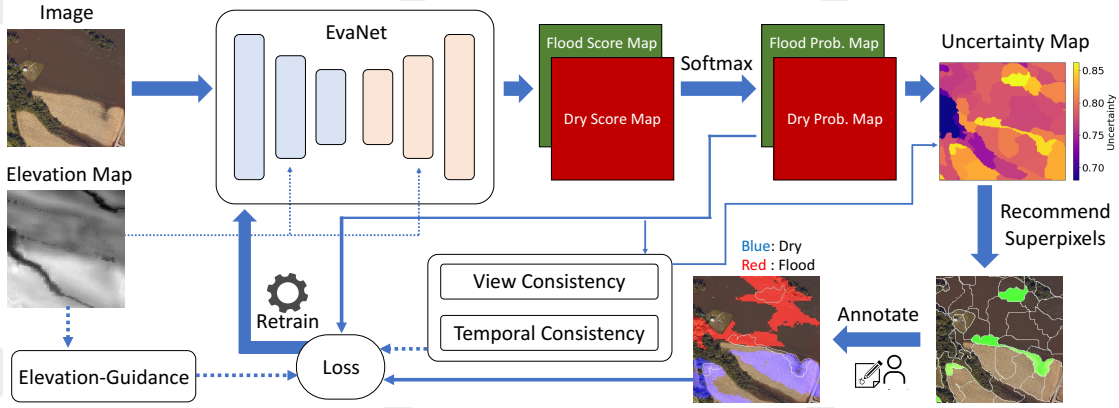 Image
EvaNet
Flood Score Map
Dry Score Map
Softmax
Flood Prob. Map
Dry Prob. Map
Uncertainty Map
0.85
0.80
0.75
0.70
Uncertainty
Elevation Map
Recommend
Superpixels
Blue: Dry
Red : Flood
View Consistency
Temporal Consistency
Retrain
Annotate
Elevation-Guidance
Loss